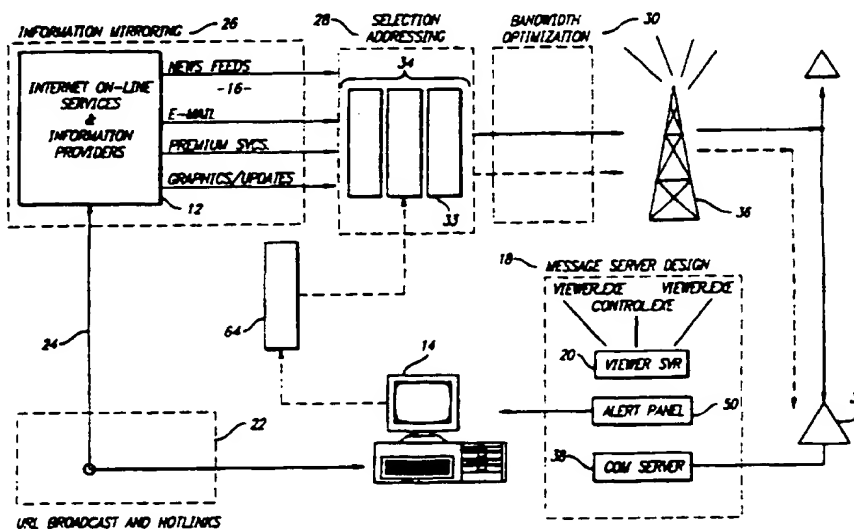 INFORMATION MIRRORING
26
INTERNET ON-LINE
SERVICES
&
INFORMATION
PROVIDERS
NEWS FEEDS
-16-
E-MAIL
PREMIUM SVCS.
GRAPHICS/UPDATES
12
28
SELECTION
ADDRESSING
34
33
BANDWIDTH
OPTIMIZATION
30
36
24
64
14
22
URL BROADCAST AND HOTLINKS
18
MESSAGE SERVER DESIGN
VIEWER.EXE
VIEWER.EXE
CONTROL.EXE
20
VIEWER SVR
ALERT PANEL
50
38
COM SERVER